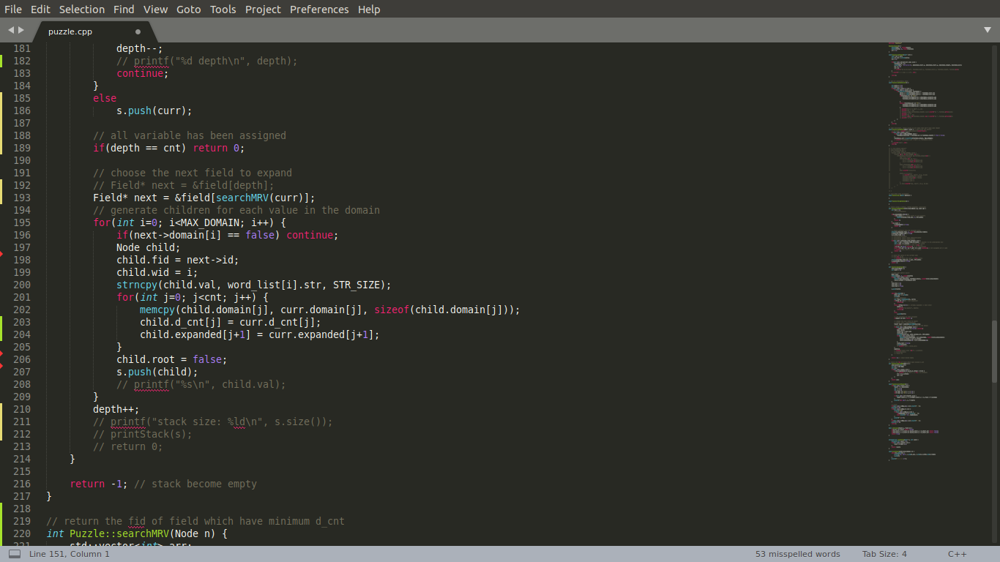 File Edit Selection Find View Goto Tools Project Preferences Help
puzzle.cpp
181 depth--;
182 // printf("%d depth\n", depth);
183 continue;
184 }
185 else
186 s.push(curr);
187
188 // all variable has been assigned
189 if(depth == cnt) return 0;
190
191 // choose the next field to expand
192 // Field* next = &field[depth];
193 Field* next = &field[searchMRV(curr)];
194 // generate children for each value in the domain
195 for(int i=0; i<MAX_DOMAIN; i++) {
196 if(next->domain[i] == false) continue;
197 Node child;
198 child.fid = next->id;
199 child.wid = i;
200 strncpy(child.val, word_list[i].str, STR_SIZE);
201 for(int j=0; j<cnt; j++) {
202 memcpy(child.domain[j], curr.domain[j], sizeof(child.domain[j]));
203 child.d_cnt[j] = curr.d_cnt[j];
204 child.expanded[j+1] = curr.expanded[j+1];
205 }
206 child.root = false;
207 s.push(child);
208 // printf("%s\n", child.val);
209 }
210 depth++;
211 // printf("stack size: %ld\n", s.size());
212 // printStack(s);
213 // return 0;
214 }
215
216 return -1; // stack become empty
217 }
218
219 // return the fid of field which have minimum d_cnt
220 int Puzzle::searchMRV(Node n) {
221 std::vector<int> arr;
Line 151, Column 1 53 misspelled words Tab Size: 4 C++